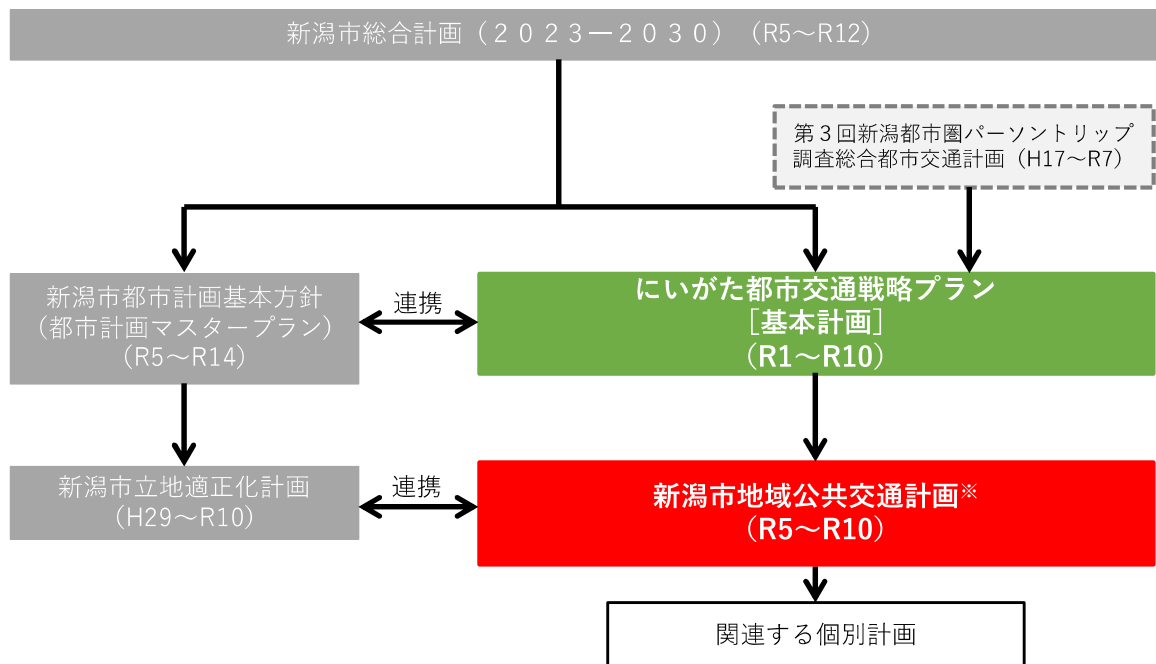 新潟市総合計画（２０２３ー２０３０）（R5～R12）
第３回新潟都市圏パーソントリップ
調査総合都市交通計画（H17～R7）
新潟市都市計画基本方針
（都市計画マスタープラン）
（R5～R14）
連携
にいがた都市交通戦略プラン
［基本計画］
（R1～R10）
新潟市立地適正化計画
（H29～R10）
連携
新潟市地域公共交通計画※
（R5～R10）
関連する個別計画